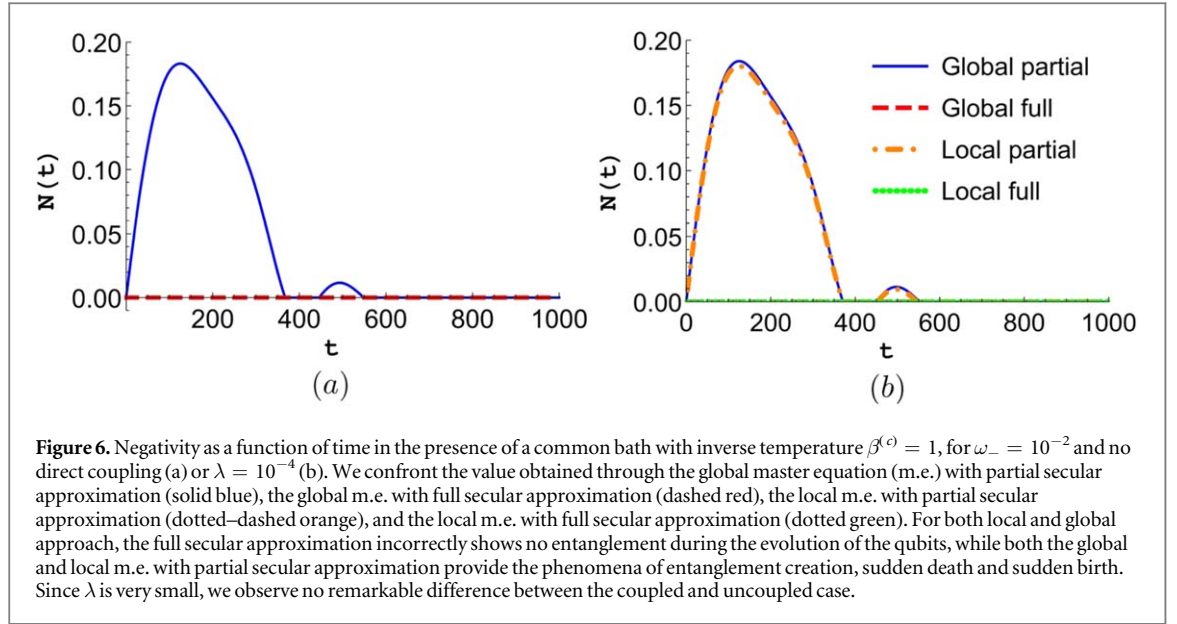 0.20
0.15
0.10
0.05
0.00
N(t)
200 400 600 800 1000
t
(a)
0.20
0.15
0.10
0.05
0.00
N(t)
0 200 400 600 800 1000
t
(b)
Global partial
Global full
Local partial
Local full
Figure 6. Negativity as a function of time in the presence of a common bath with inverse temperature β⁽ᶜ⁾ = 1, for ω₋ = 10⁻² and no
direct coupling (a) or λ = 10⁻⁴ (b). We confront the value obtained through the global master equation (m.e.) with partial secular
approximation (solid blue), the global m.e. with full secular approximation (dashed red), the local m.e. with partial secular
approximation (dotted–dashed orange), and the local m.e. with full secular approximation (dotted green). For both local and global
approach, the full secular approximation incorrectly shows no entanglement during the evolution of the qubits, while both the global
and local m.e. with partial secular approximation provide the phenomena of entanglement creation, sudden death and sudden birth.
Since λ is very small, we observe no remarkable difference between the coupled and uncoupled case.